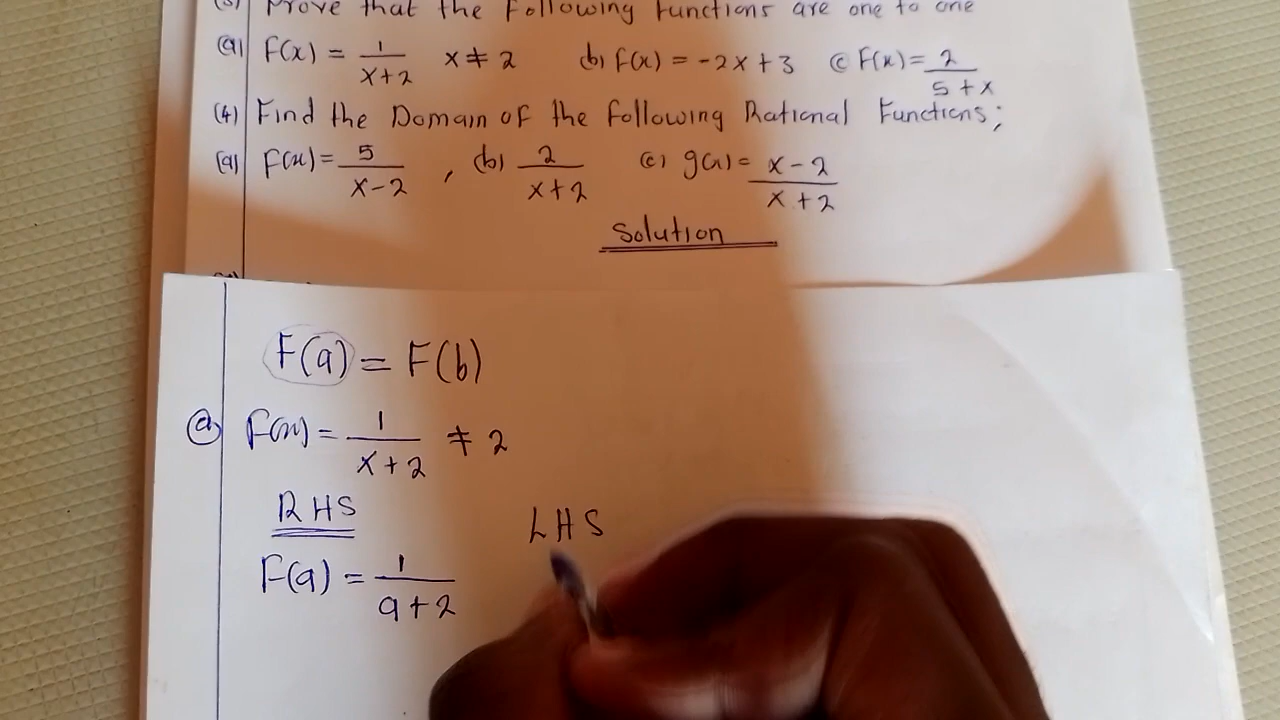 (3) Prove that the Following Functions are one to one
(a) F(x) = 1/(x+2) x ≠ 2 (b) F(x) = -2x+3 (c) F(x) = 2/(5+x)
(4) Find the Domain of the following Rational Functions;
(a) F(x) = 5/(x-2), (b) 2/(x+2) (c) g(x) = (x-2)/(x+2)
Solution
F(a) = F(b)
(a) F(x) = 1/(x+2) ≠ 2
RHS LHS
F(a) = 1/(a+2)